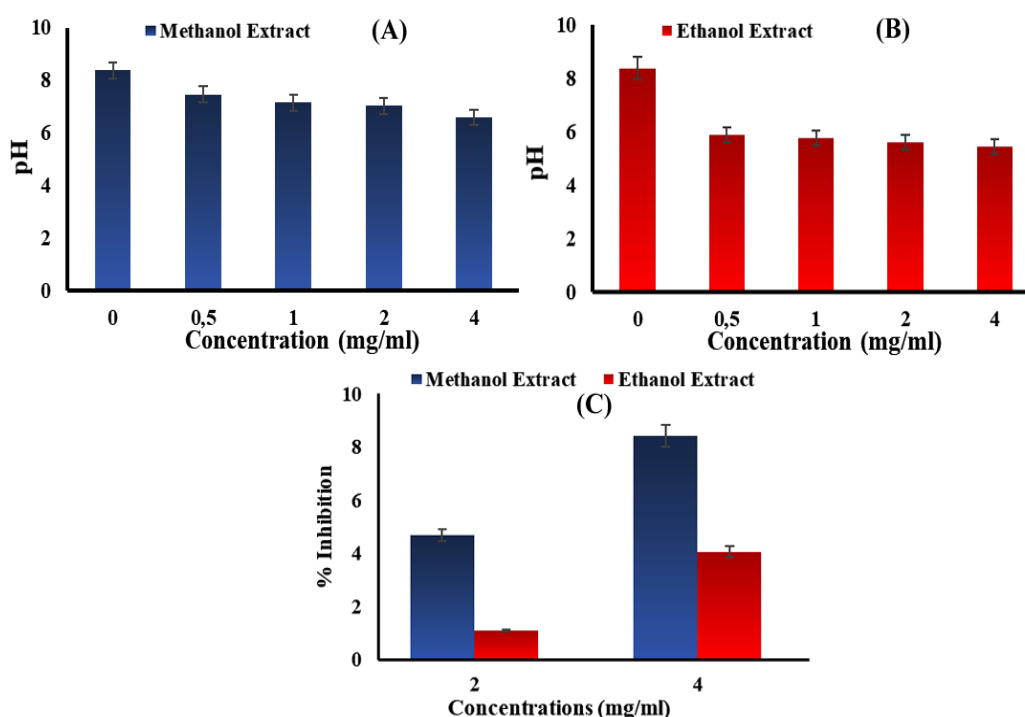 Methanol Extract (A)
10
8
6
4
2
0
pH
0 0,5 1 2 4
Concentration (mg/ml)
Ethanol Extract (B)
10
8
6
4
2
0
pH
0 0,5 1 2 4
Concentration (mg/ml)
Methanol Extract Ethanol Extract
(C)
10
8
6
4
2
0
% Inhibition
2 4
Concentrations (mg/ml)